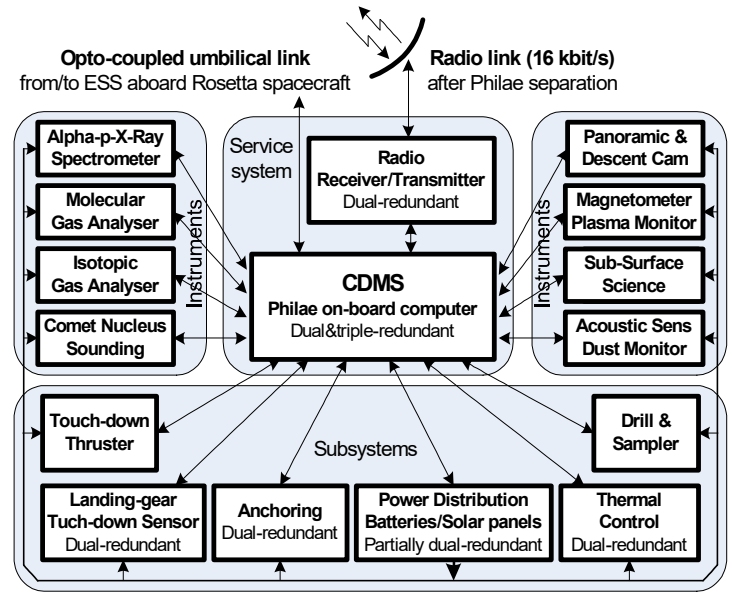 Opto-coupled umbilical link
from/to ESS aboard Rosetta spacecraft
Radio link (16 kbit/s)
after Philae separation
Alpha-p-X-Ray
Spectrometer
Molecular
Gas Analyser
Isotopic
Gas Analyser
Comet Nucleus
Sounding
Instruments
Service
system
Radio
Receiver/Transmitter
Dual-redundant
CDMS
Philae on-board computer
Dual&triple-redundant
Instruments
Panoramic &
Descent Cam
Magnetometer
Plasma Monitor
Sub-Surface
Science
Acoustic Sens
Dust Monitor
Touch-down
Thruster
Subsystems
Drill &
Sampler
Landing-gear
Tuch-down Sensor
Dual-redundant
Anchoring
Dual-redundant
Power Distribution
Batteries/Solar panels
Partially dual-redundant
Thermal
Control
Dual-redundant